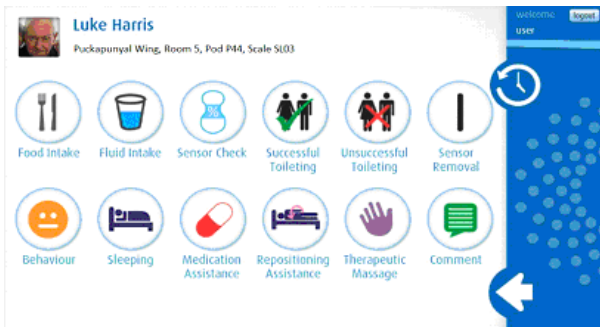 Luke Harris
Puckapunyal Wing, Room 5, Pod P44, Scale SL03
welcome
logout
user
Food Intake
Fluid Intake
%
Sensor Check
Successful
Toileting
Unsuccessful
Toileting
Sensor
Removal
Behaviour
Sleeping
Medication
Assistance
Repositioning
Assistance
Therapeutic
Massage
Comment